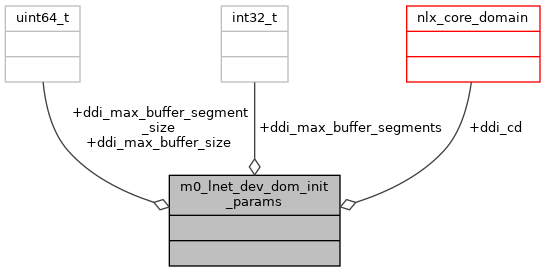 uint64_t
int32_t
nlx_core_domain
+ddi_max_buffer_segment
_size
+ddi_max_buffer_size
+ddi_max_buffer_segments
+ddi_cd
m0_lnet_dev_dom_init
_params